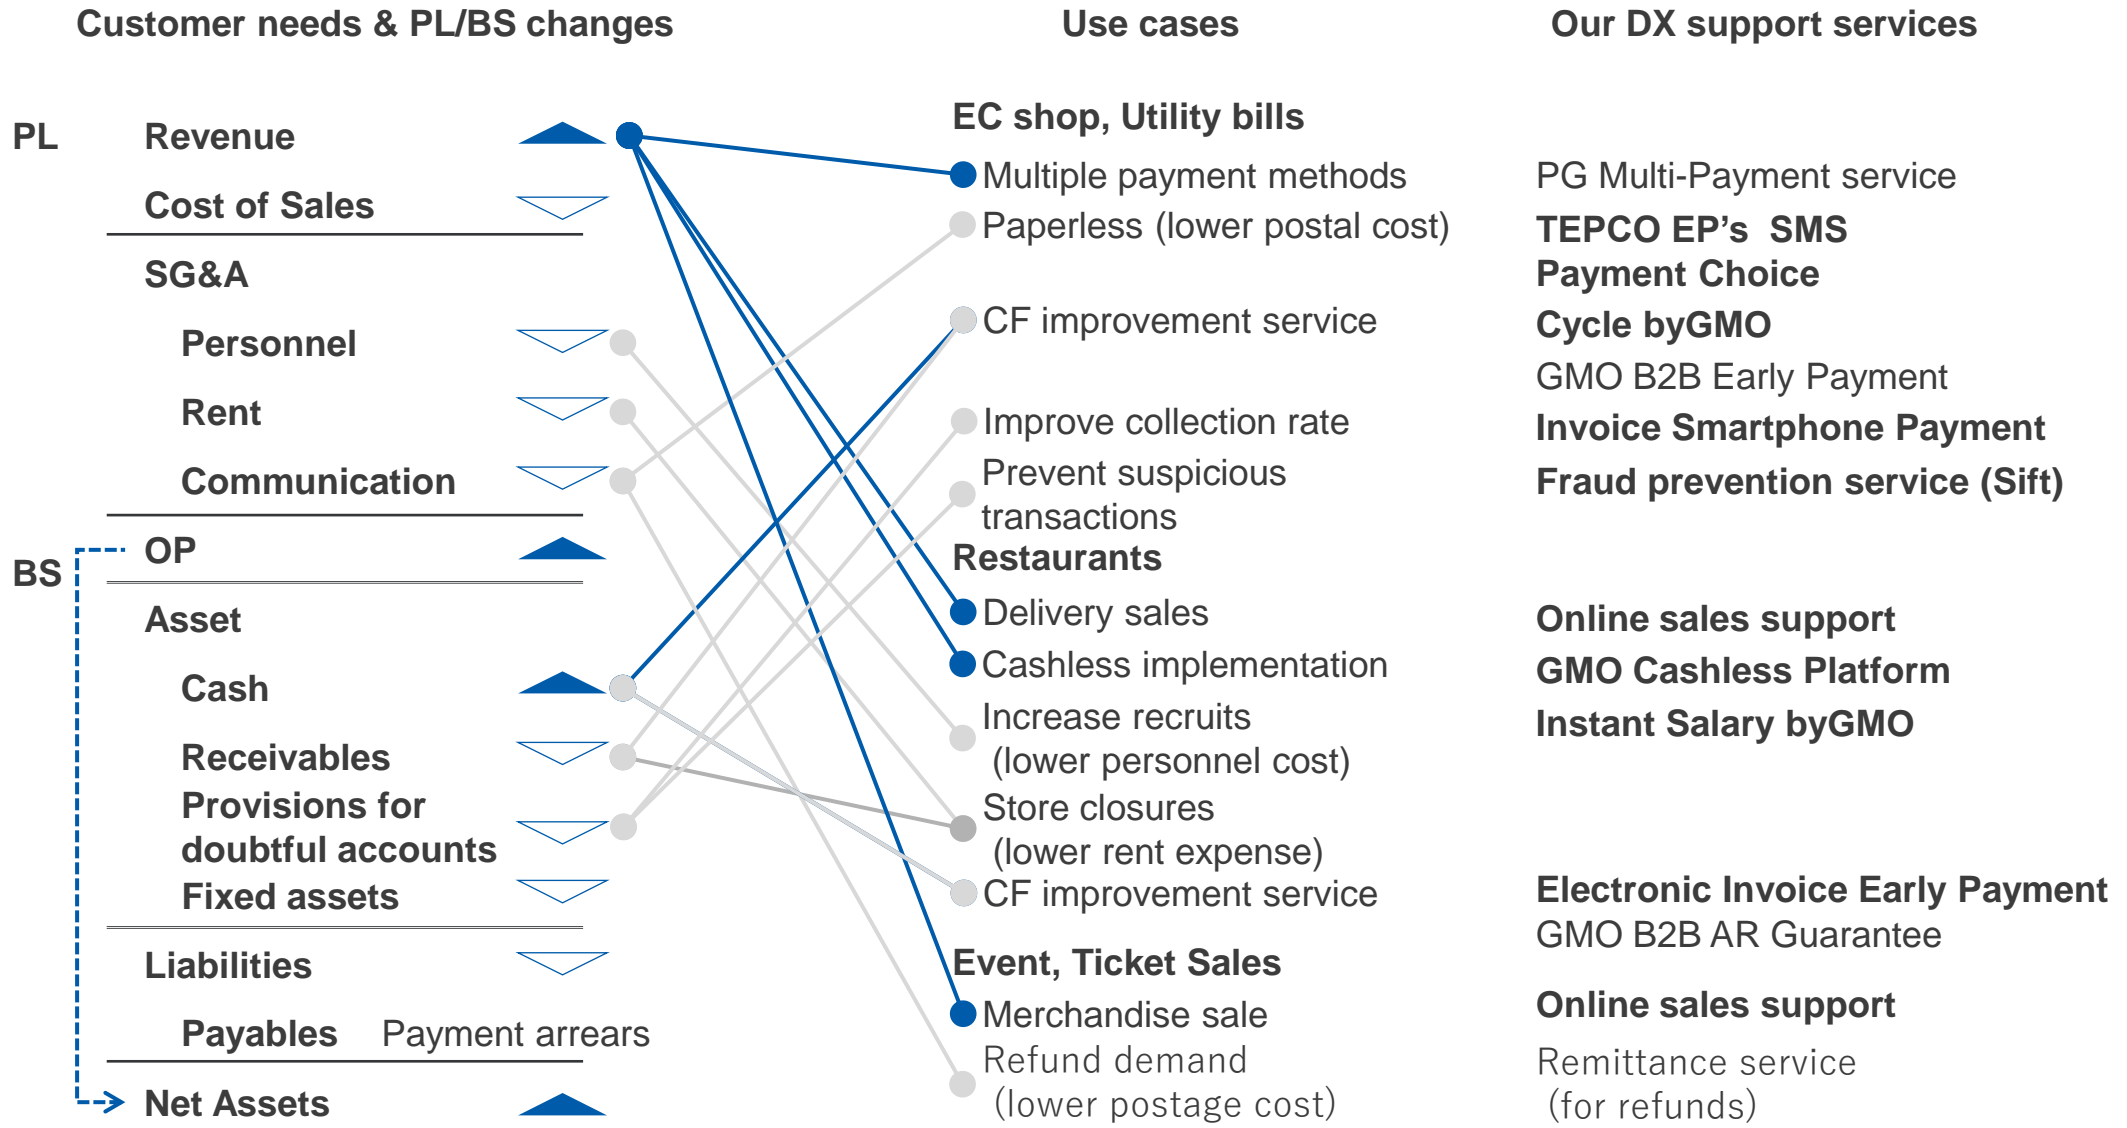 Customer needs & PL/BS changes
Use cases
Our DX support services
PL
Revenue
Cost of Sales
SG&A
Personnel
Rent
Communication
BS
OP
Asset
Cash
Receivables
Provisions for
doubtful accounts
Fixed assets
Liabilities
Payables Payment arrears
Net Assets
EC shop, Utility bills
Multiple payment methods
Paperless (lower postal cost)
CF improvement service
Improve collection rate
Prevent suspicious
transactions
Restaurants
Delivery sales
Cashless implementation
Increase recruits
(lower personnel cost)
Store closures
(lower rent expense)
CF improvement service
Event, Ticket Sales
Merchandise sale
Refund demand
(lower postage cost)
PG Multi-Payment service
TEPCO EP’s SMS
Payment Choice
Cycle byGMO
GMO B2B Early Payment
Invoice Smartphone Payment
Fraud prevention service (Sift)
Online sales support
GMO Cashless Platform
Instant Salary byGMO
Electronic Invoice Early Payment
GMO B2B AR Guarantee
Online sales support
Remittance service
(for refunds)